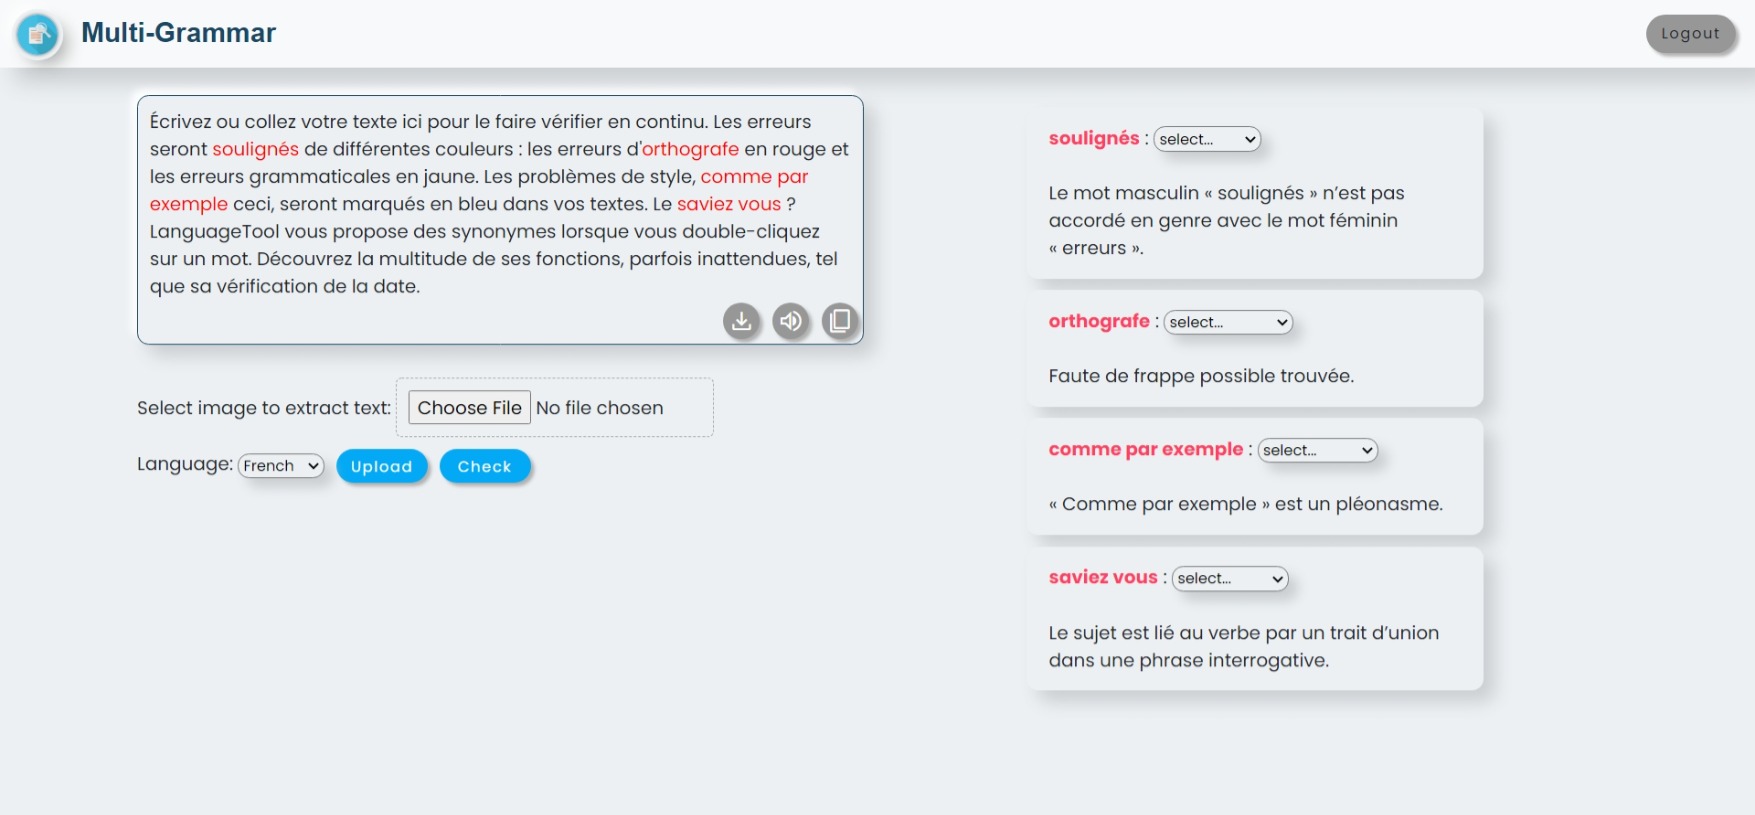 Multi-Grammar
Logout
Écrivez ou collez votre texte ici pour le faire vérifier en continu. Les erreurs
seront soulignés de différentes couleurs : les erreurs d'orthografe en rouge et
les erreurs grammaticales en jaune. Les problèmes de style, comme par
exemple ceci, seront marqués en bleu dans vos textes. Le saviez vous ?
LanguageTool vous propose des synonymes lorsque vous double-cliquez
sur un mot. Découvrez la multitude de ses fonctions, parfois inattendues, tel
que sa vérification de la date.
Select image to extract text: Choose File No file chosen
Language: French Upload Check
soulignés : select...
Le mot masculin « soulignés » n’est pas
accordé en genre avec le mot féminin
« erreurs ».
orthografe : select...
Faute de frappe possible trouvée.
comme par exemple : select...
« Comme par exemple » est un pléonasme.
saviez vous : select...
Le sujet est lié au verbe par un trait d’union
dans une phrase interrogative.